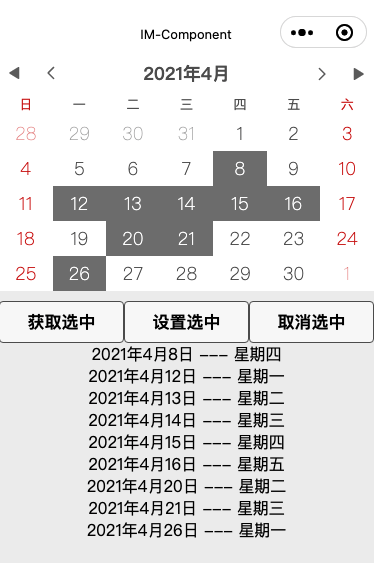 IM-Component
2021年4月
日 一 二 三 四 五 六
28 29 30 31 1 2 3
4 5 6 7 8 9 10
11 12 13 14 15 16 17
18 19 20 21 22 23 24
25 26 27 28 29 30 1
获取选中 设置选中 取消选中
2021年4月8日 --- 星期四
2021年4月12日 --- 星期一
2021年4月13日 --- 星期二
2021年4月14日 --- 星期三
2021年4月15日 --- 星期四
2021年4月16日 --- 星期五
2021年4月20日 --- 星期二
2021年4月21日 --- 星期三
2021年4月26日 --- 星期一